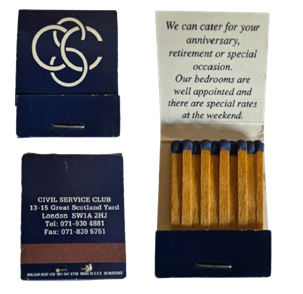 CSC
We can cater for your
anniversary,
retirement or special
occasion.
Our bedrooms are
well appointed and
there are special rates
at the weekend.
CIVIL SERVICE CLUB
13-15 Great Scotland Yard
London SW1A 2HJ
Tel: 071-930 4881
Fax: 071-839 5751